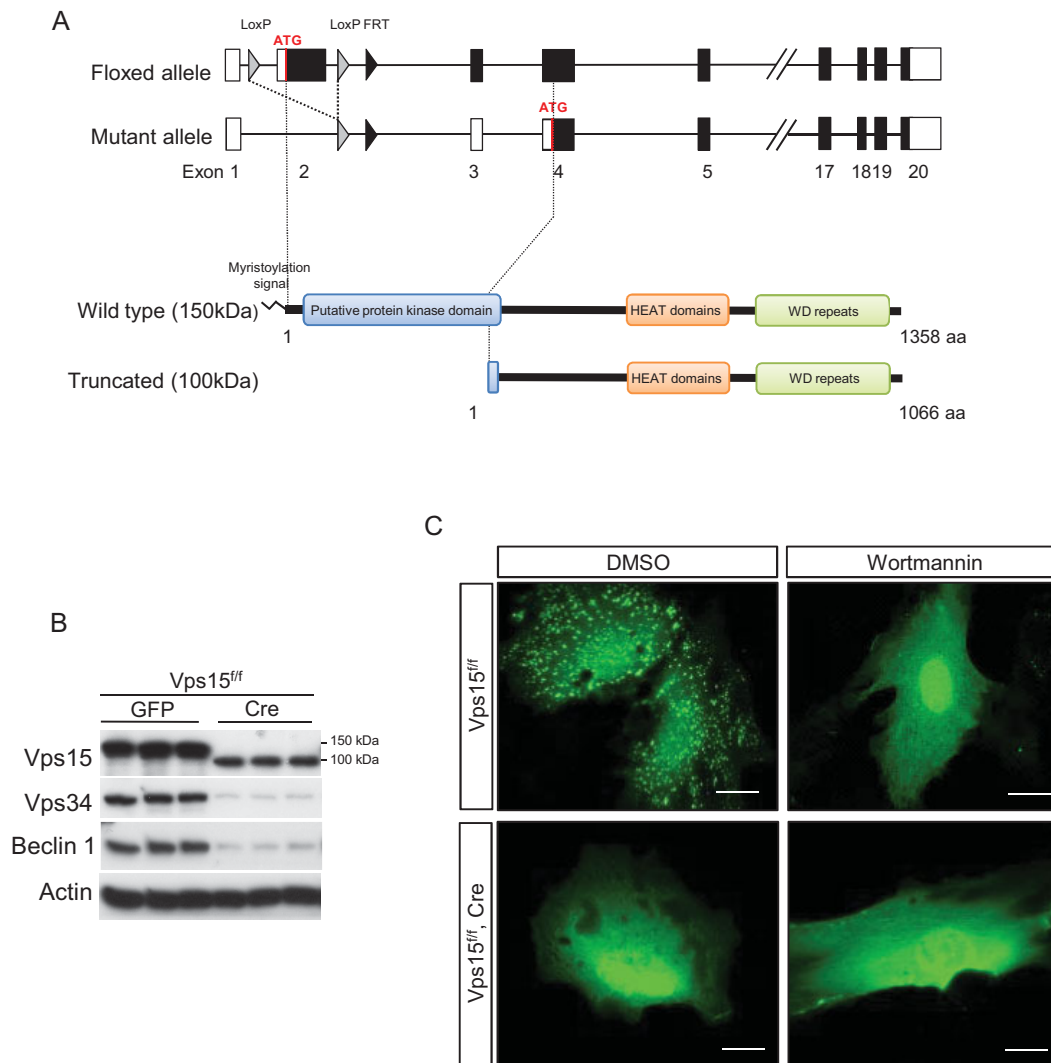 A
LoxP
LoxP FRT
ATG
Floxed allele
ATG
Mutant allele
Exon 1 2 3 4 5 17 18 19 20
Myristoylation
signal
Wild type (150kDa)
Putative protein kinase domain
HEAT domains
WD repeats
1
1358 aa
Truncated (100kDa)
HEAT domains
WD repeats
1
1066 aa
B
Vps15f/f
GFP Cre
Vps15
150 kDa
100 kDa
Vps34
Beclin 1
Actin
C
DMSO
Wortmannin
Vps15f/f
Vps15f/f, Cre